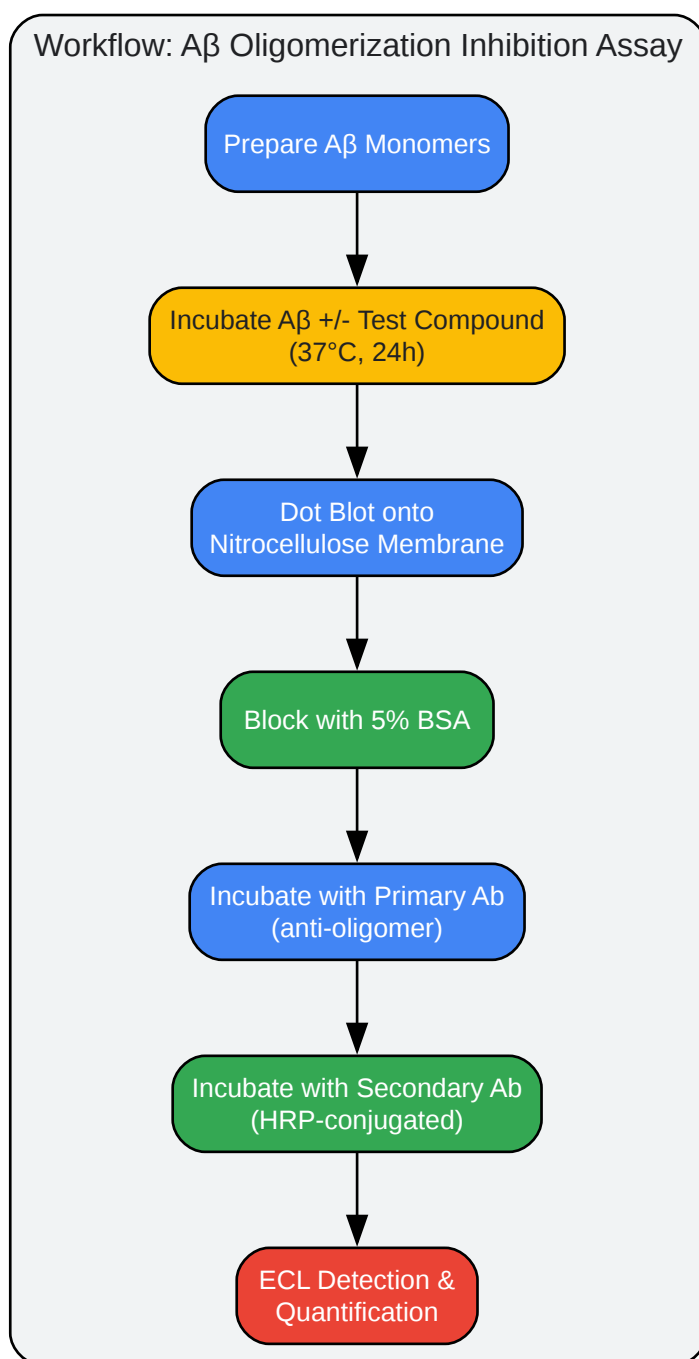 Workflow: Aβ Oligomerization Inhibition Assay
Prepare Aβ Monomers
Incubate Aβ +/- Test Compound
(37°C, 24h)
Dot Blot onto
Nitrocellulose Membrane
Block with 5% BSA
Incubate with Primary Ab
(anti-oligomer)
Incubate with Secondary Ab
(HRP-conjugated)
ECL Detection &
Quantification